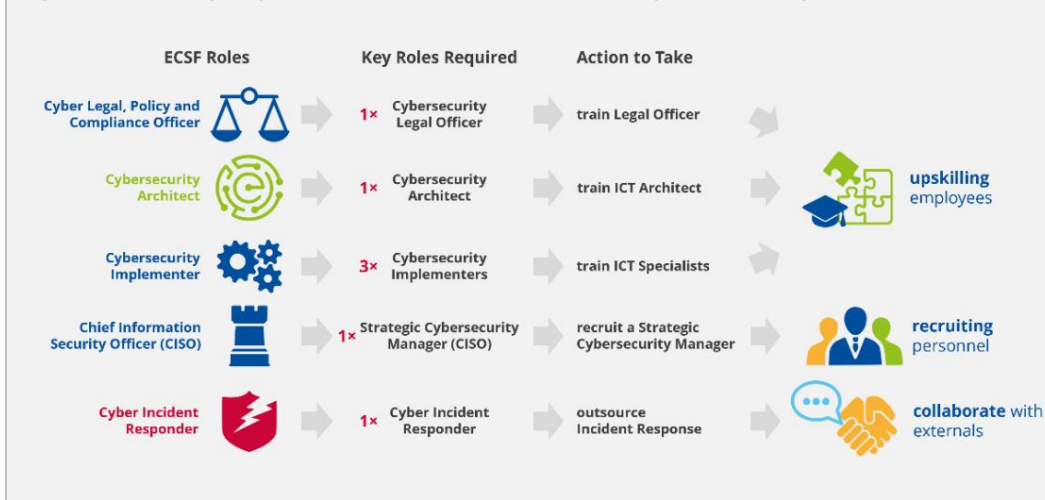 ECSF Roles Key Roles Required Action to Take
Cyber Legal, Policy and
Compliance Officer
1× Cybersecurity
Legal Officer
train Legal Officer
Cybersecurity
Architect
1× Cybersecurity
Architect
train ICT Architect
upskilling
employees
Cybersecurity
Implementer
3× Cybersecurity
Implementers
train ICT Specialists
Chief Information
Security Officer (CISO)
1× Strategic Cybersecurity
Manager (CISO)
recruit a Strategic
Cybersecurity Manager
recruiting
personnel
Cyber Incident
Responder
1× Cyber Incident
Responder
outsource
Incident Response
collaborate with
externals